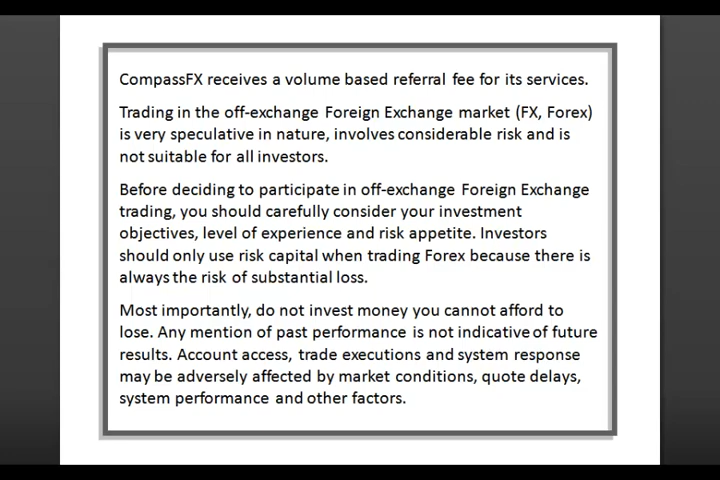 CompassFX receives a volume based referral fee for its services.
Trading in the off-exchange Foreign Exchange market (FX, Forex)
is very speculative in nature, involves considerable risk and is
not suitable for all investors.
Before deciding to participate in off-exchange Foreign Exchange
trading, you should carefully consider your investment
objectives, level of experience and risk appetite. Investors
should only use risk capital when trading Forex because there is
always the risk of substantial loss.
Most importantly, do not invest money you cannot afford to
lose. Any mention of past performance is not indicative of future
results. Account access, trade executions and system response
may be adversely affected by market conditions, quote delays,
system performance and other factors.